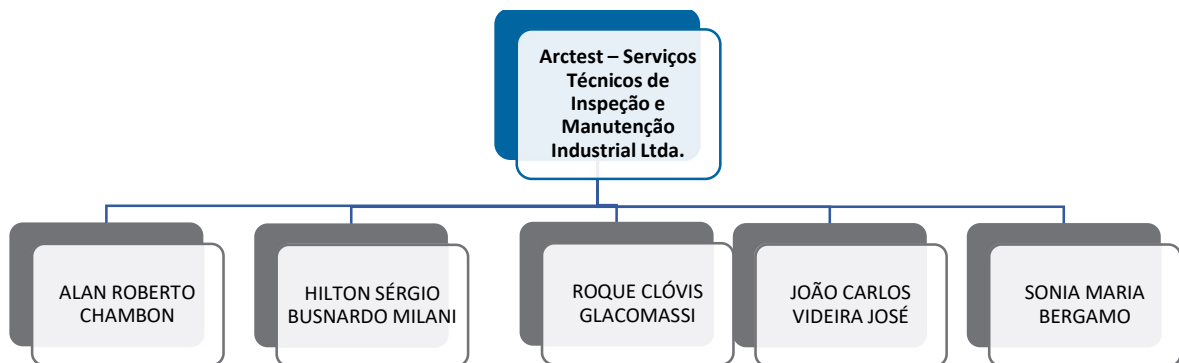 Arctest – Serviços
Técnicos de
Inspeção e
Manutenção
Industrial Ltda.
ALAN ROBERTO
CHAMBON
HILTON SÉRGIO
BUSNARDO MILANI
ROQUE CLÓVIS
GLACOMASSI
JOÃO CARLOS
VIDEIRA JOSÉ
SONIA MARIA
BERGAMO